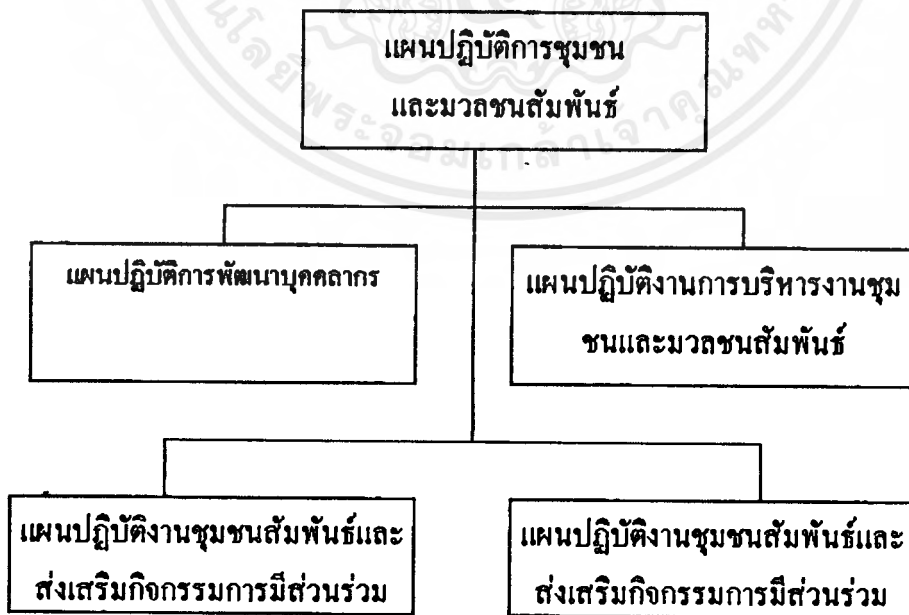 แผนปฏิบัติการชุมชน
และมวลชนสัมพันธ์
แผนปฏิบัติการพัฒนาบุคคลากร
แผนปฏิบัติงานการบริหารงานชุม
ชนและมวลชนสัมพันธ์
แผนปฏิบัติงานชุมชนสัมพันธ์และ
ส่งเสริมกิจกรรมการมีส่วนร่วม
แผนปฏิบัติงานชุมชนสัมพันธ์และ
ส่งเสริมกิจกรรมการมีส่วนร่วม